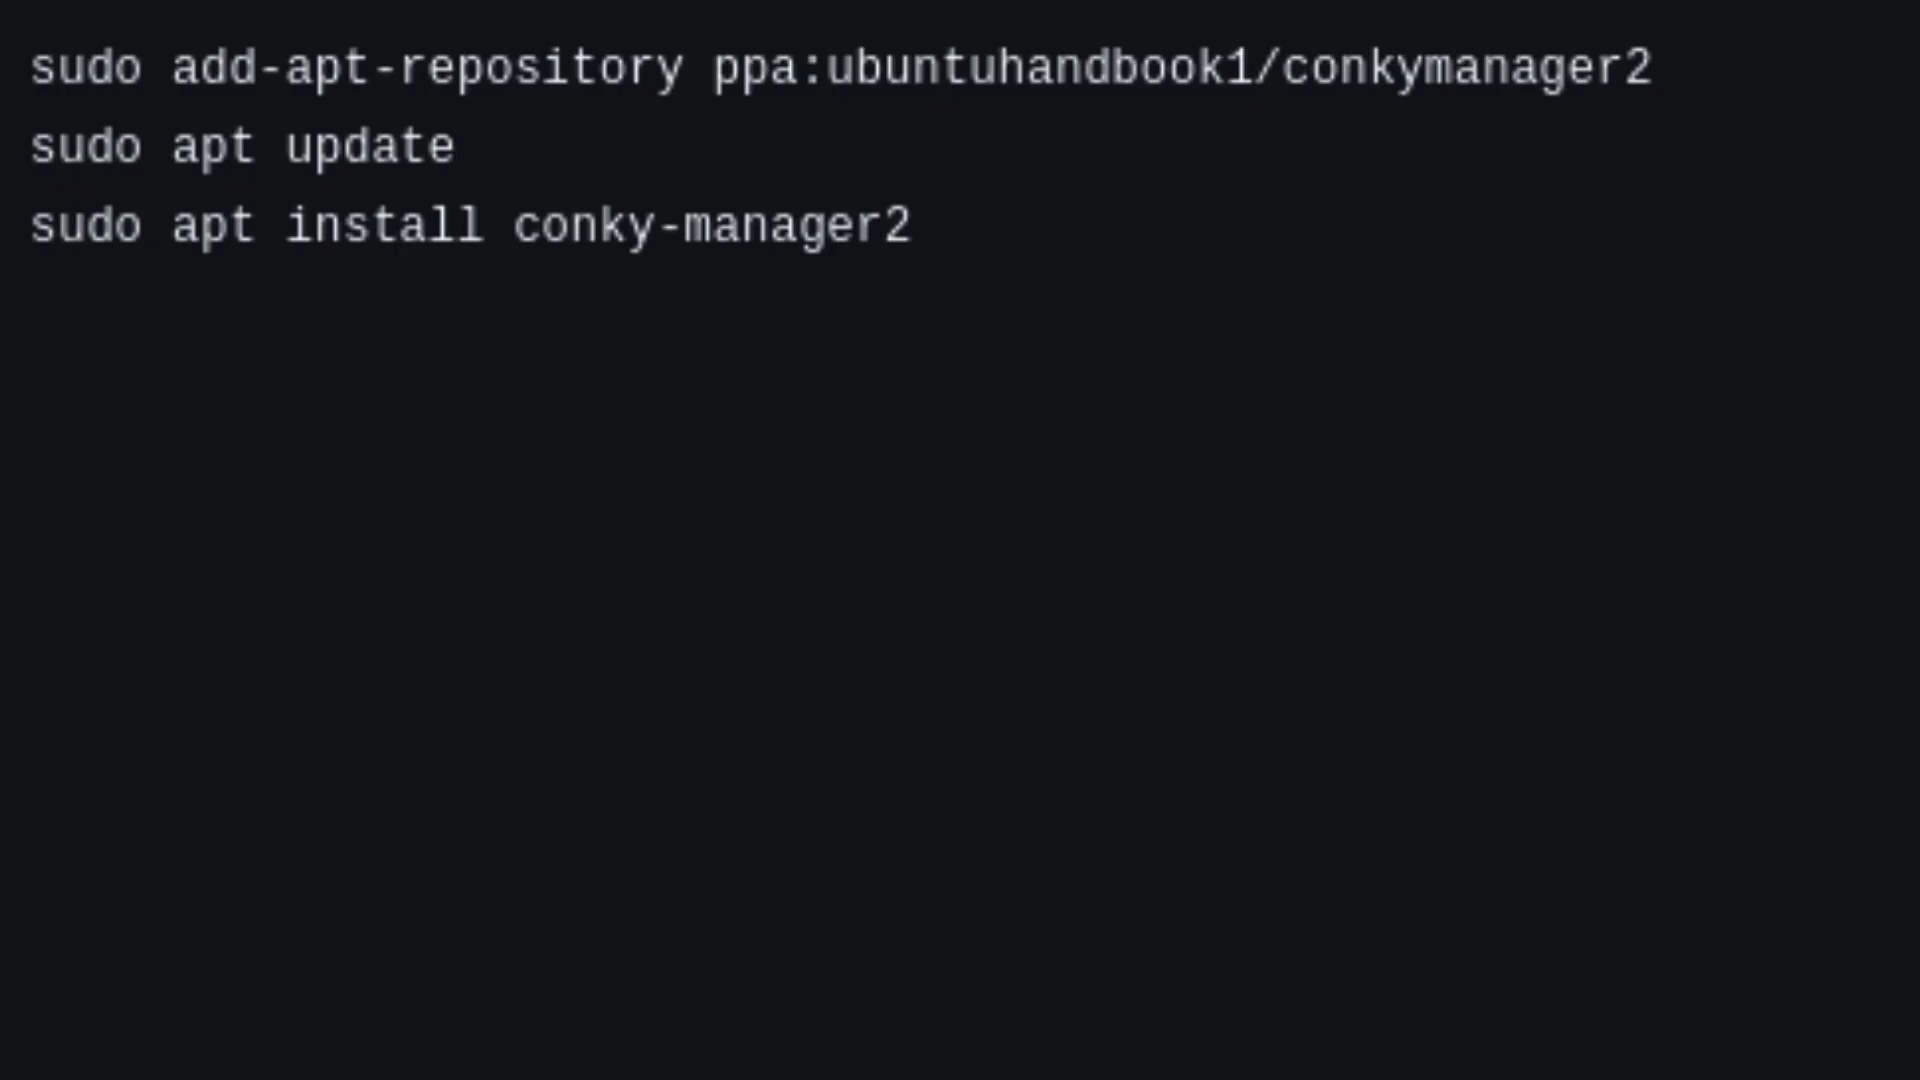 sudo add-apt-repository ppa:ubuntuhandbook1/conkymanager2
sudo apt update
sudo apt install conky-manager2